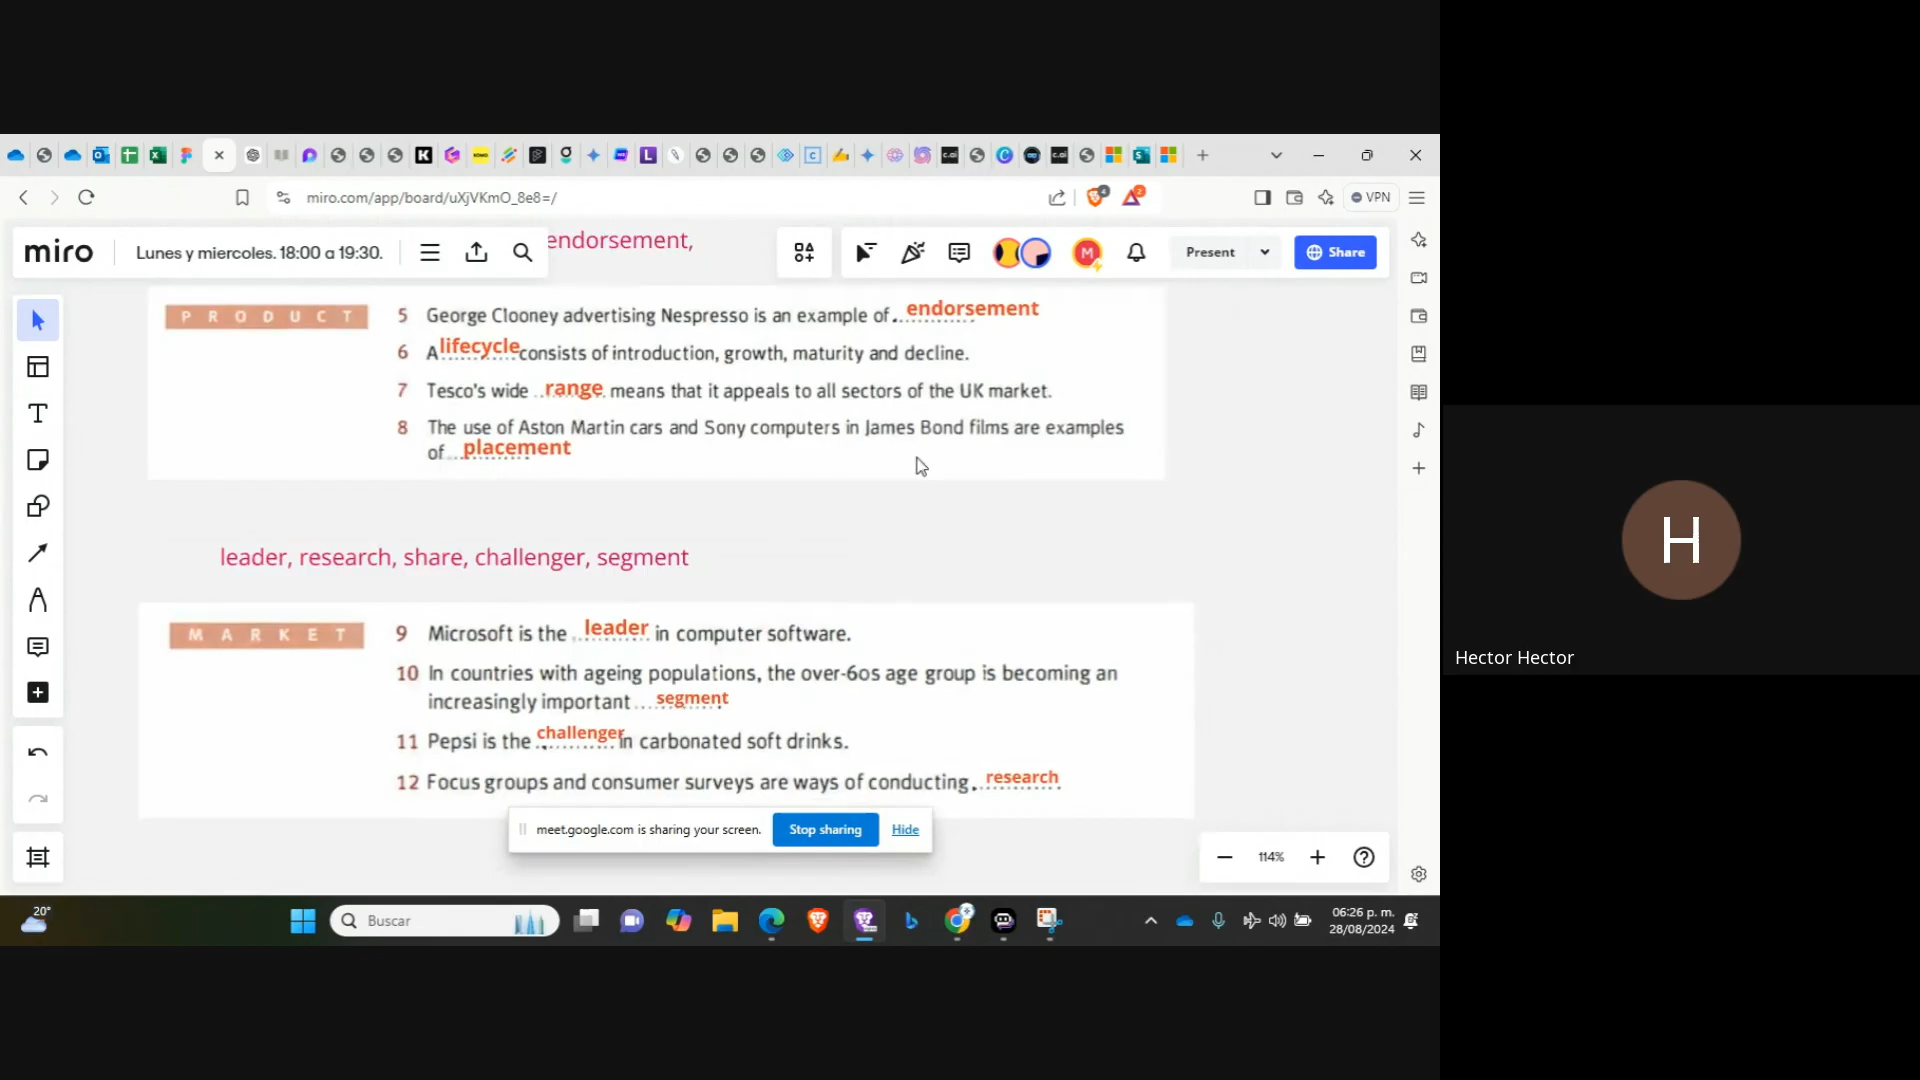 miro.com/app/board/uXjVKmO_8e8=/
VPN
miro
Lunes y miercoles. 18:00 a 19:30.
endorsement,
Present
Share
PRODUCT
5 George Clooney advertising Nespresso is an example of endorsement
6 A lifecycle consists of introduction, growth, maturity and decline.
7 Tesco's wide range means that it appeals to all sectors of the UK market.
8 The use of Aston Martin cars and Sony computers in James Bond films are examples
of placement
leader, research, share, challenger, segment
MARKET
9 Microsoft is the leader in computer software.
10 In countries with ageing populations, the over-60s age group is becoming an
increasingly important segment.
11 Pepsi is the challenger in carbonated soft drinks.
12 Focus groups and consumer surveys are ways of conducting research.
meet.google.com is sharing your screen.
Stop sharing
Hide
114%
H
Hector Hector
20°
Buscar
06:26 p. m.
28/08/2024